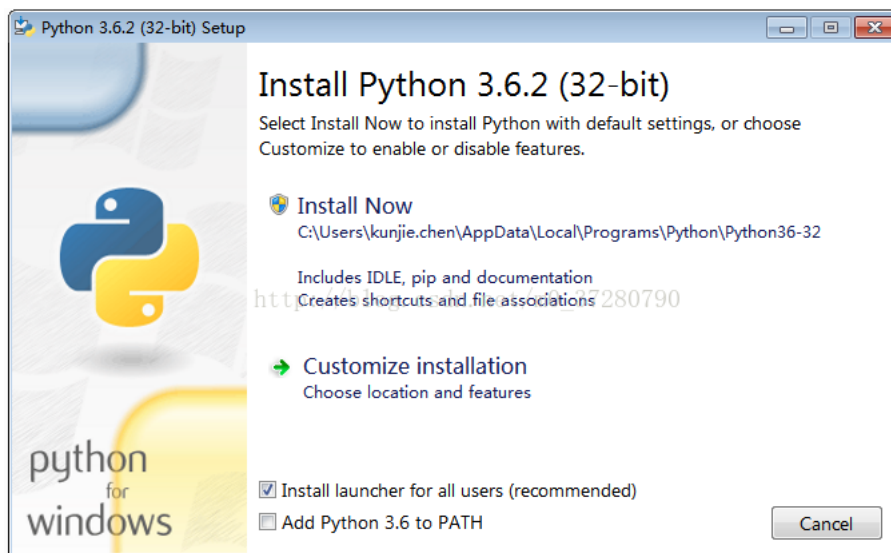 Python 3.6.2 (32-bit) Setup
Install Python 3.6.2 (32-bit)
Select Install Now to install Python with default settings, or choose
Customize to enable or disable features.
Install Now
C:\Users\kunjie.chen\AppData\Local\Programs\Python\Python36-32
Includes IDLE, pip and documentation
Creates shortcuts and file associations
Customize installation
Choose location and features
python
for
windows
Install launcher for all users (recommended)
Add Python 3.6 to PATH
Cancel